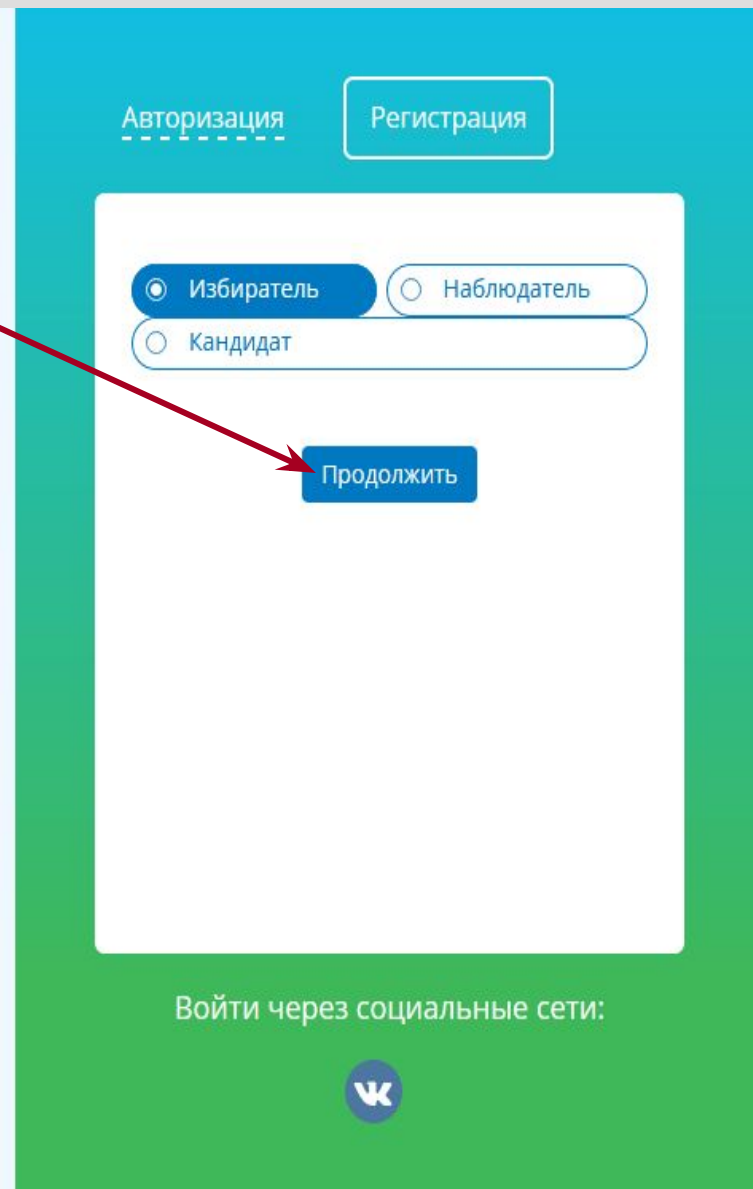 Авторизация Регистрация
Избиратель Наблюдатель
Кандидат
Продолжить
Войти через социальные сети: